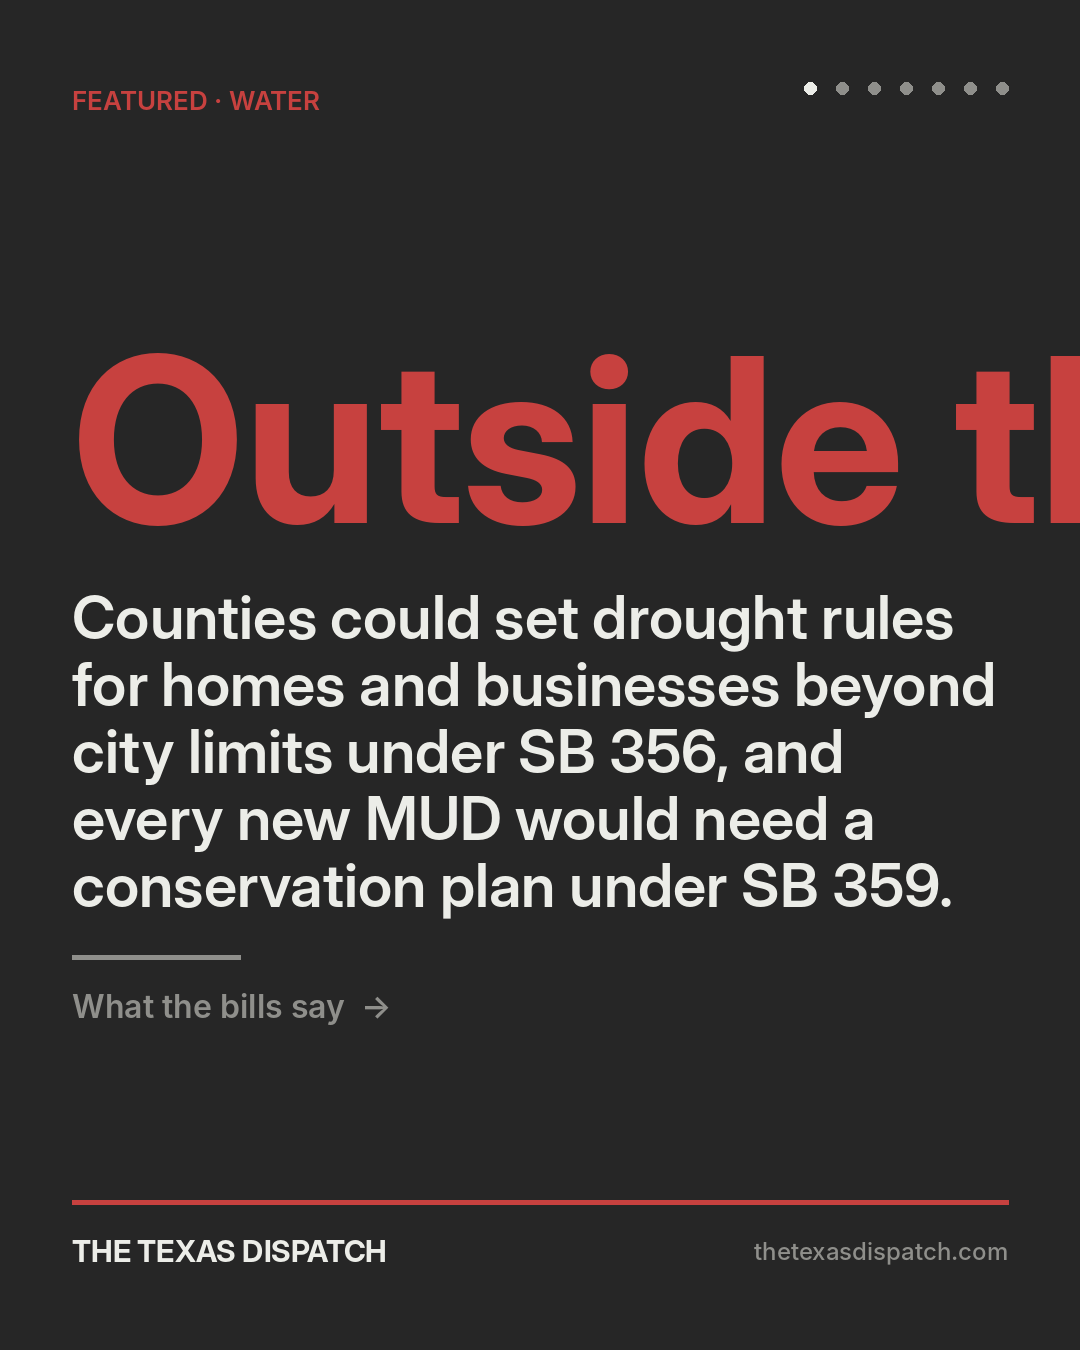 FEATURED · WATER
Outside
Counties could set drought rules
for homes and businesses beyond
city limits under SB 356, and
every new MUD would need a
conservation plan under SB 359.
What the bills say →
THE TEXAS DISPATCH
thetexasdispatch.com